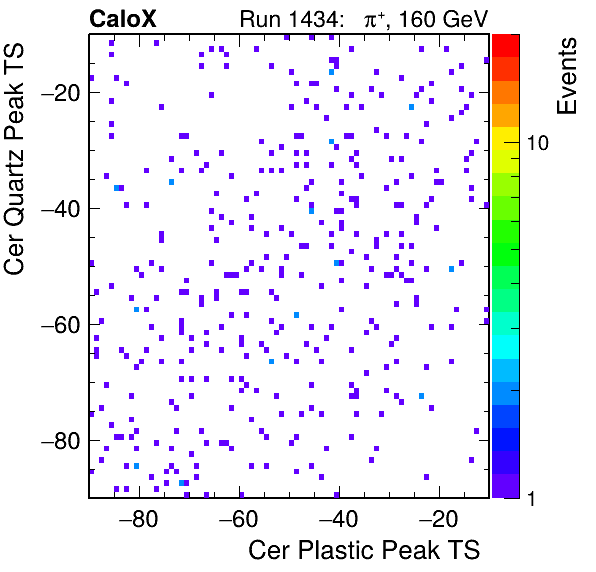 CaloX Run 1434: π⁺, 160 GeV
Events
Cer Quartz Peak TS
−20
−40
−60
−80
10
1
−80 −60 −40 −20
Cer Plastic Peak TS